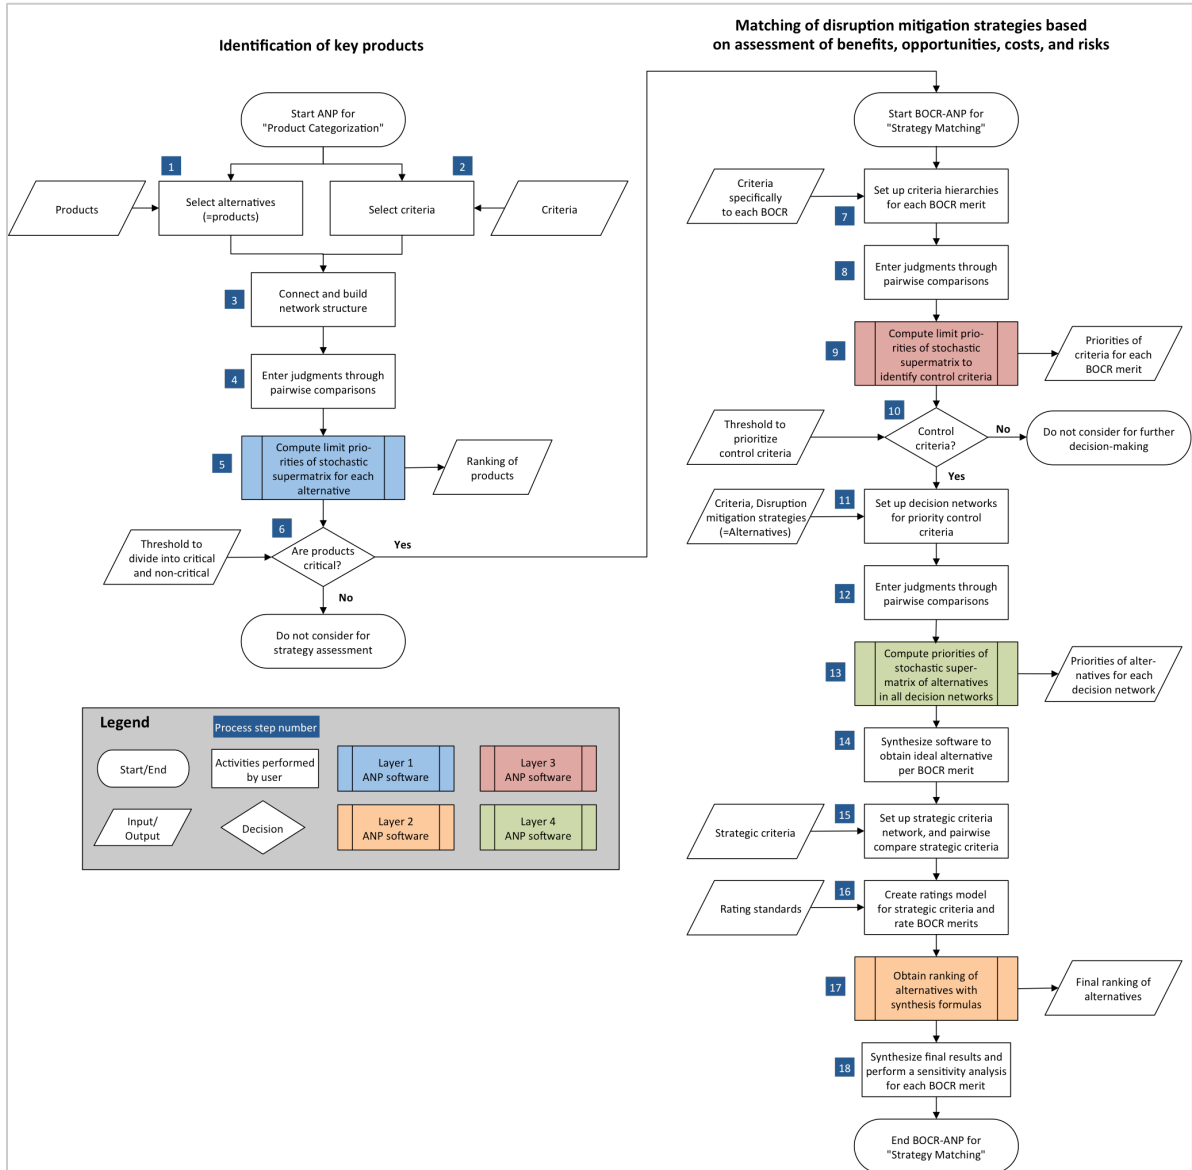 Identification of key products
Start ANP for
"Product Categorization"
1
2
Products
Select alternatives
(=products)
Select criteria
Criteria
3
Connect and build
network structure
4
Enter judgments through
pairwise comparisons
5
Compute limit prio-
rities of stochastic
supermatrix for each
alternative
Ranking of
products
6
Threshold to
divide into critical
and non-critical
Are products
critical?
Yes
No
Do not consider for
strategy assessment
Legend
Process step number
Start/End
Activities performed
by user
Layer 1
ANP software
Layer 3
ANP software
Input/
Output
Decision
Layer 2
ANP software
Layer 4
ANP software
Matching of disruption mitigation strategies based
on assessment of benefits, opportunities, costs, and risks
Start BOCR-ANP for
"Strategy Matching"
Criteria
specifically
to each BOCR
7
Set up criteria hierarchies
for each BOCR merit
8
Enter judgments through
pairwise comparisons
9
Compute limit prio-
rities of stochastic
supermatrix to
identify control criteria
Priorities of
criteria for each
BOCR merit
10
Threshold to
prioritize
control criteria
Control
criteria?
No
Do not consider for further
decision-making
Yes
Criteria, Disruption
mitigation strategies
(=Alternatives)
11
Set up decision networks
for priority control
criteria
12
Enter judgments through
pairwise comparisons
13
Compute priorities of
stochastic super-
matrix of alternatives
in all decision networks
Priorities of alter-
natives for each
decision network
14
Synthesize software to
obtain ideal alternative
per BOCR merit
Strategic criteria
15
Set up strategic criteria
network, and pairwise
compare strategic criteria
Rating standards
16
Create ratings model
for strategic criteria and
rate BOCR merits
17
Obtain ranking of
alternatives with
synthesis formulas
Final ranking of
alternatives
18
Synthesize final results and
perform a sensitivity analysis
for each BOCR merit
End BOCR-ANP for
"Strategy Matching"